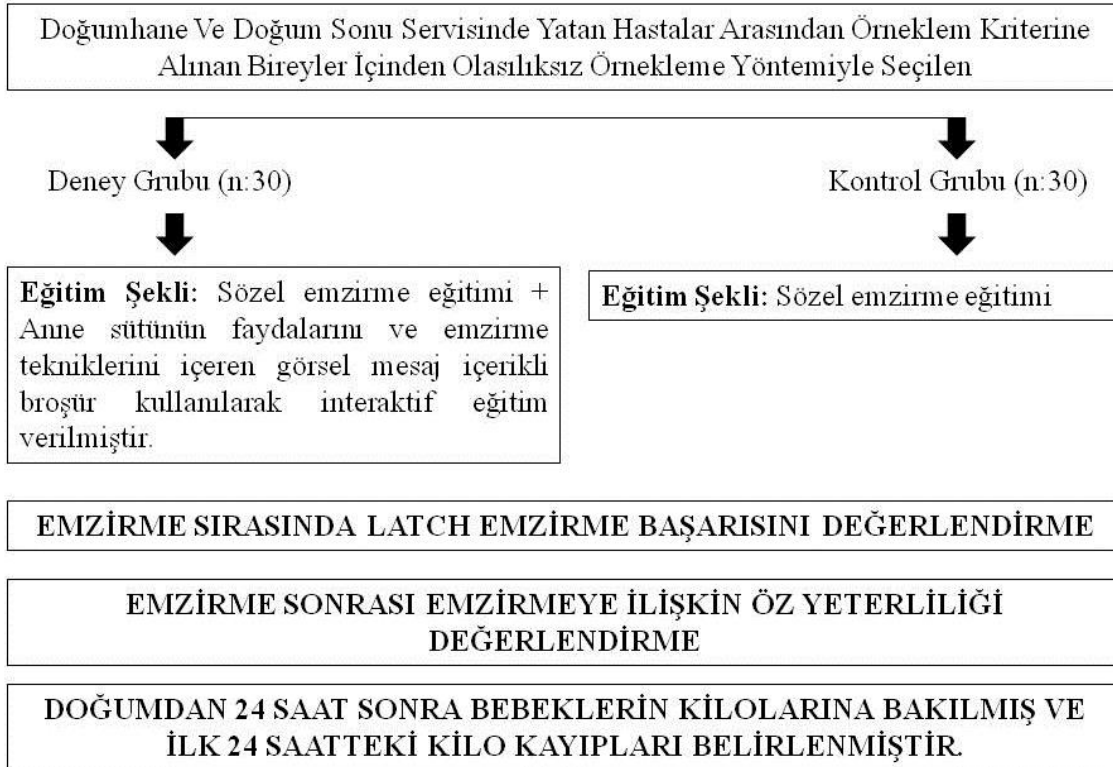 Doğumhane Ve Doğum Sonu Servisinde Yatan Hastalar Arasından Örneklem Kriterine
Alınan Bireyler İçinden Olasılıksız Örnekleme Yöntemiyle Seçilen
Deney Grubu (n:30)
Kontrol Grubu (n:30)
Eğitim Şekli: Sözel emzirme eğitimi +
Anne sütünün faydalarını ve emzirme
tekniklerini içeren görsel mesaj içerikli
broşür kullanılarak interaktif eğitim
verilmiştir.
Eğitim Şekli: Sözel emzirme eğitimi
EMZİRME SIRASINDA LATCH EMZİRME BAŞARISINI DEĞERLENDİRME
EMZİRME SONRASI EMZİRMEYE İLİŞKİN ÖZ YETERLİLİĞİ
DEĞERLENDİRME
DOĞUMDAN 24 SAAT SONRA BEBEKLERİN KİLOLARINA BAKILMIŞ VE
İLK 24 SAATTEKİ KİLO KAYIPLARI BELİRLENMİŞTİR.